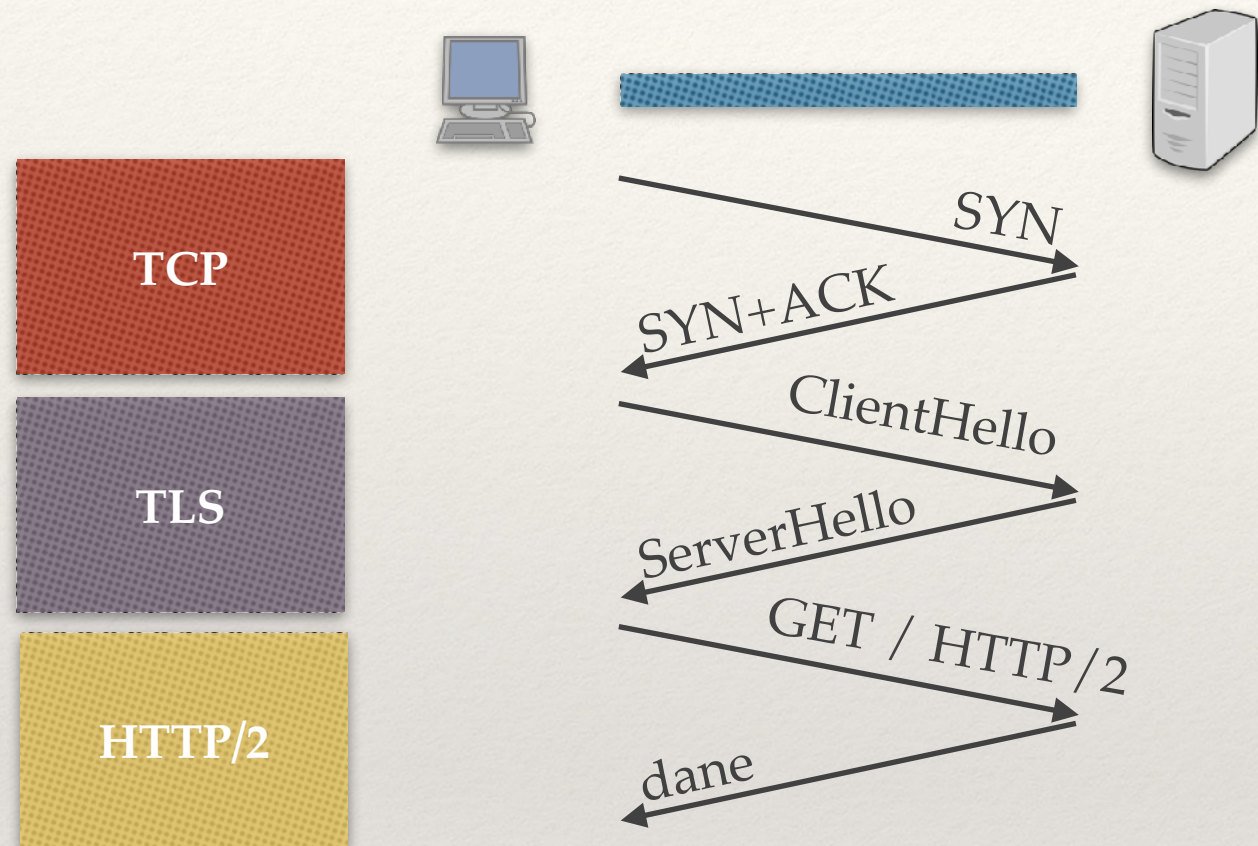 SYN
TCP
SYN+ACK
ClientHello
TLS
ServerHello
GET / HTTP/2
HTTP/2
dane